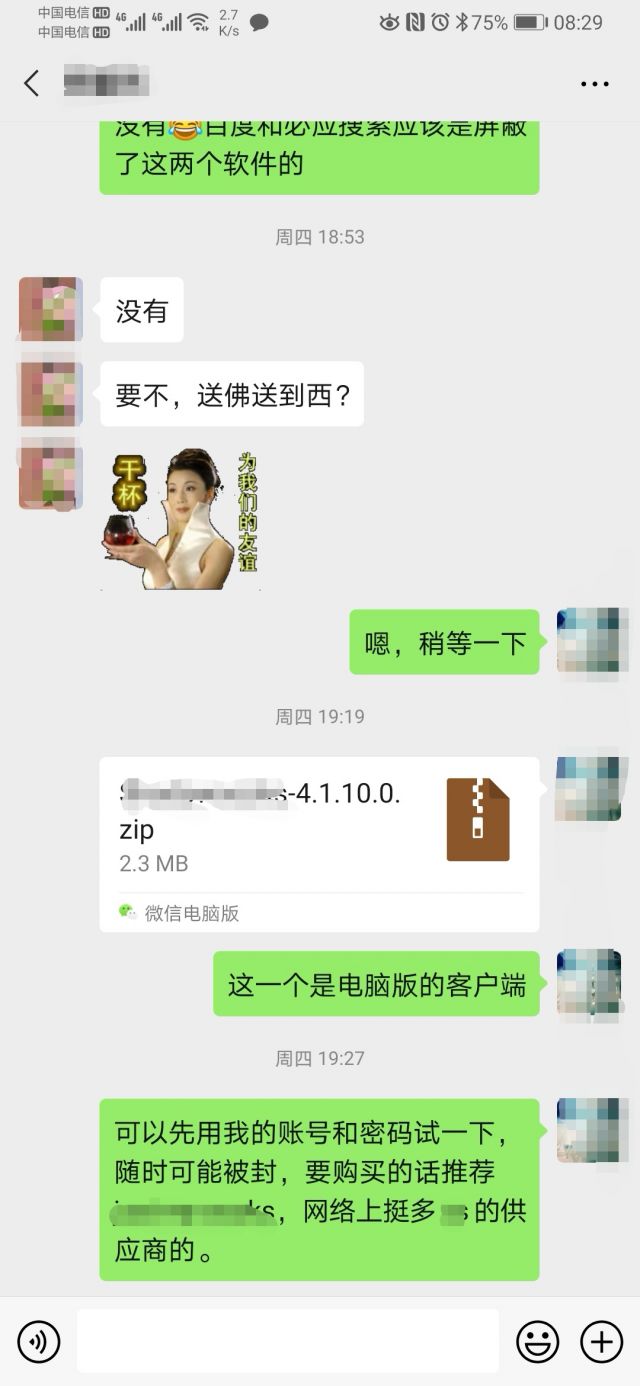 中国电信 HD 4G 4G 2.7 K/s 75% 08:29
中国电信 HD
没有😂百度和必应搜索应该是屏蔽
了这两个软件的
周四 18:53
没有
要不，送佛送到西？
干杯
为我们的友谊
嗯，稍等一下
周四 19:19
s-4.1.10.0.
zip
2.3 MB
微信电脑版
这一个是电脑版的客户端
周四 19:27
可以先用我的账号和密码试一下，
随时可能被封，要购买的话推荐
，网络上挺多 的供
应商的。